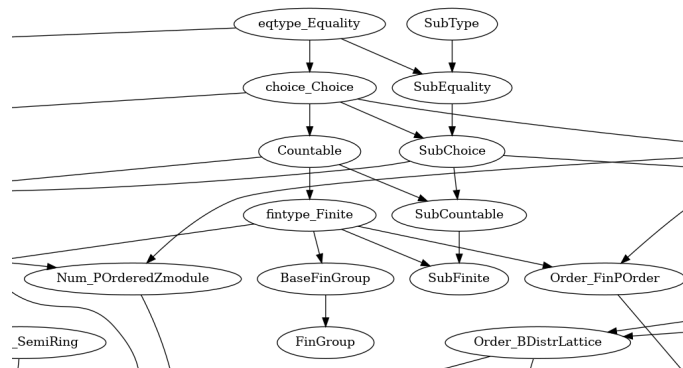 eqtype_Equality SubType
choice_Choice SubEquality
Countable SubChoice
fintype_Finite SubCountable
Num_POrderedZmodule BaseFinGroup SubFinite Order_FinPOrder
_SemiRing FinGroup Order_BDistrLattice